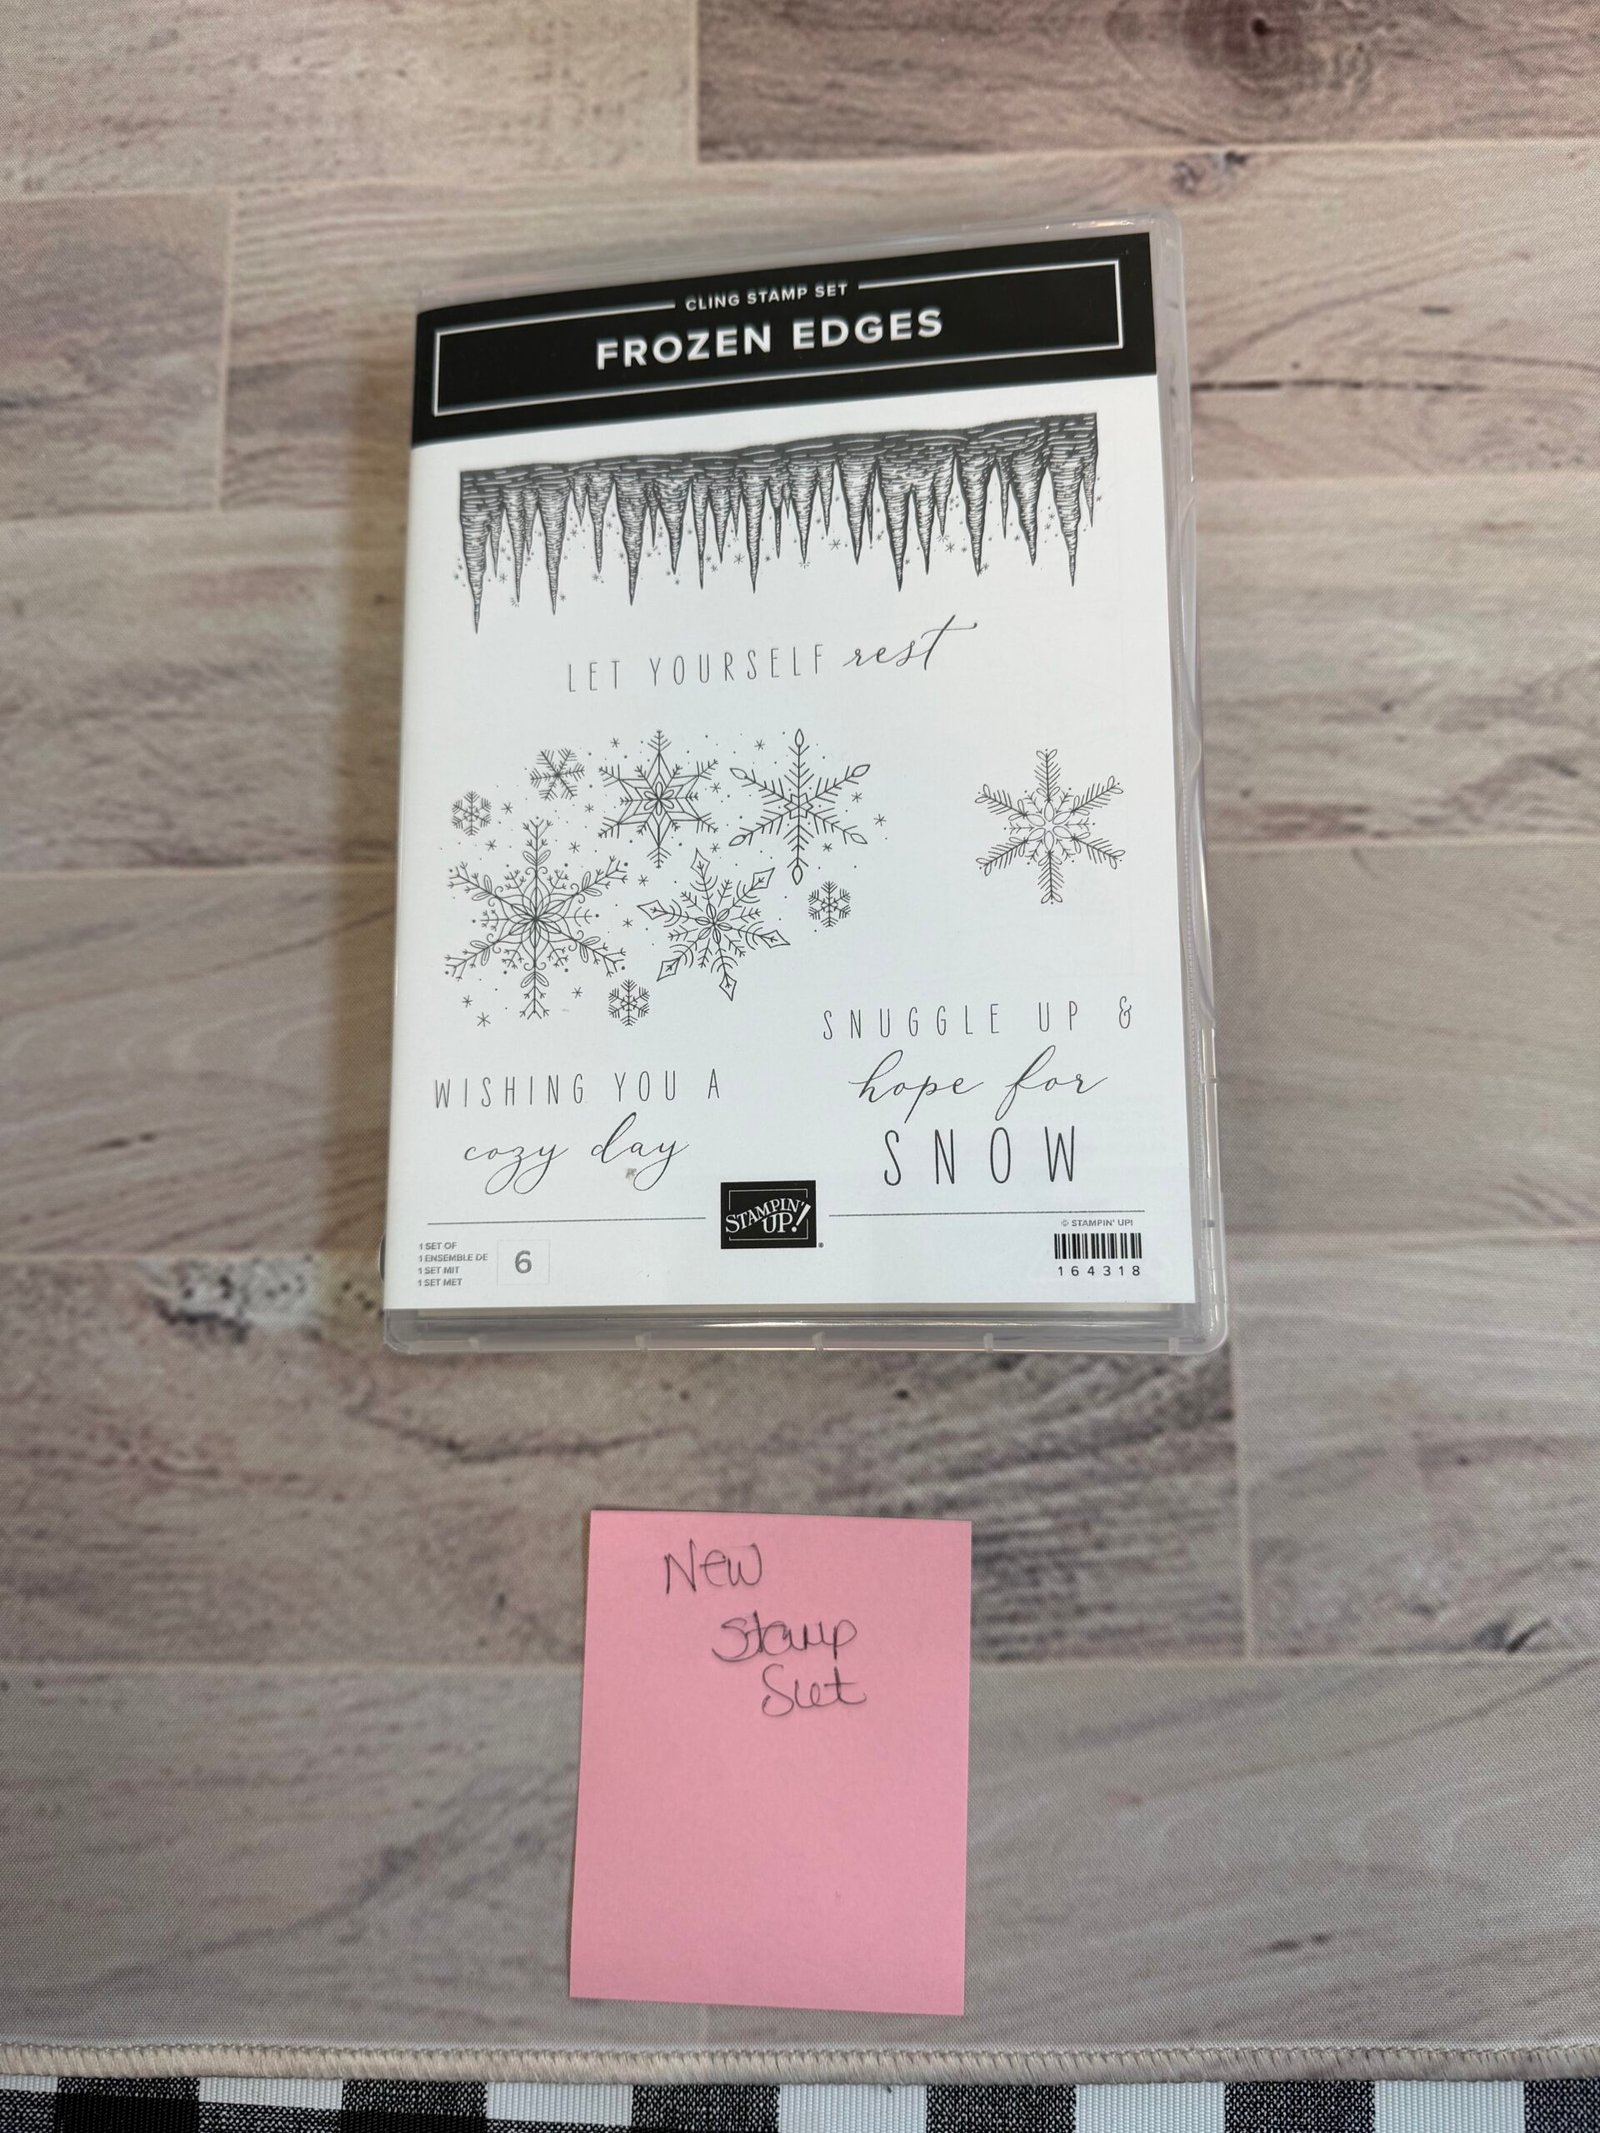 CLING STAMP SET
FROZEN EDGES
LET YOURSELF rest
SNUGGLE UP &
hope for
SNOW
WISHING YOU A
cozy day
STAMPIN'
UP!
© STAMPIN' UP!
1 SET OF
1 ENSEMBLE DE
1 SET MIT
1 SET MET
6
164318
New
Stamp
Set